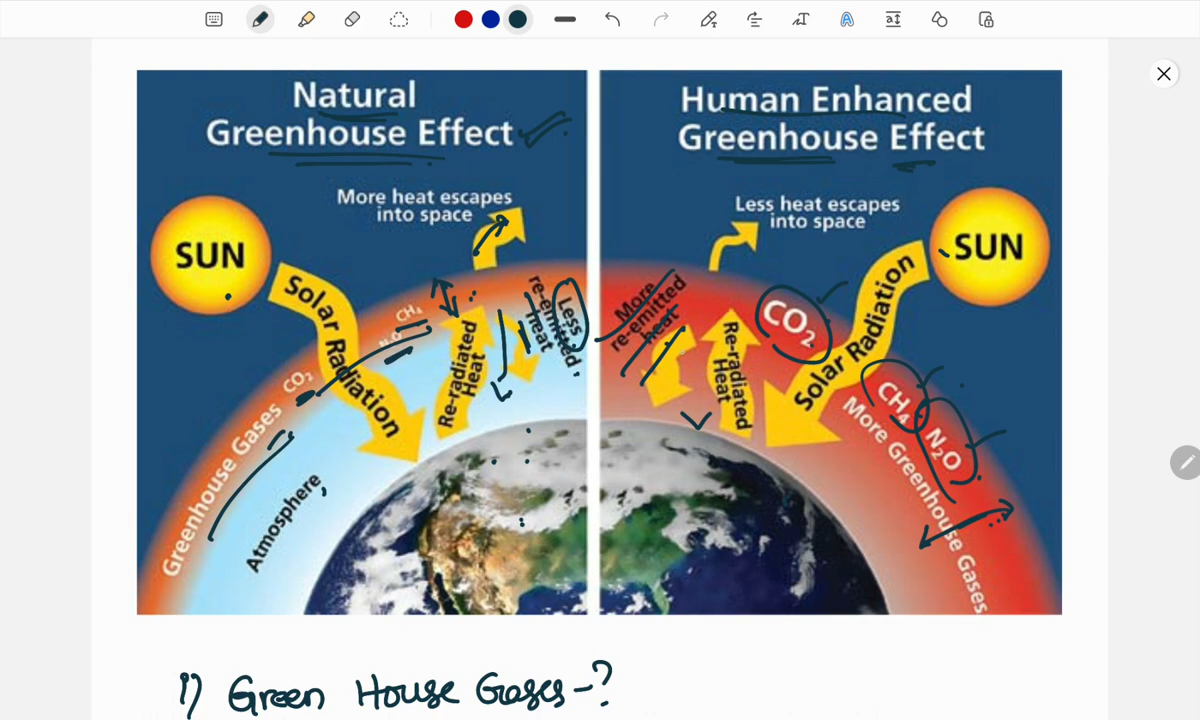 Natural
Greenhouse Effect
More heat escapes
into space
SUN
Solar Radiation
CH4
N2O
CO2
Greenhouse Gases
Atmosphere
Re-radiated
Heat
Less
re-emitted
heat
Human Enhanced
Greenhouse Effect
Less heat escapes
into space
SUN
More
re-emitted
heat
Re-radiated
Heat
CO2
Solar Radiation
CH4
N2O
More Greenhouse Gases
1) Green House Gases-?